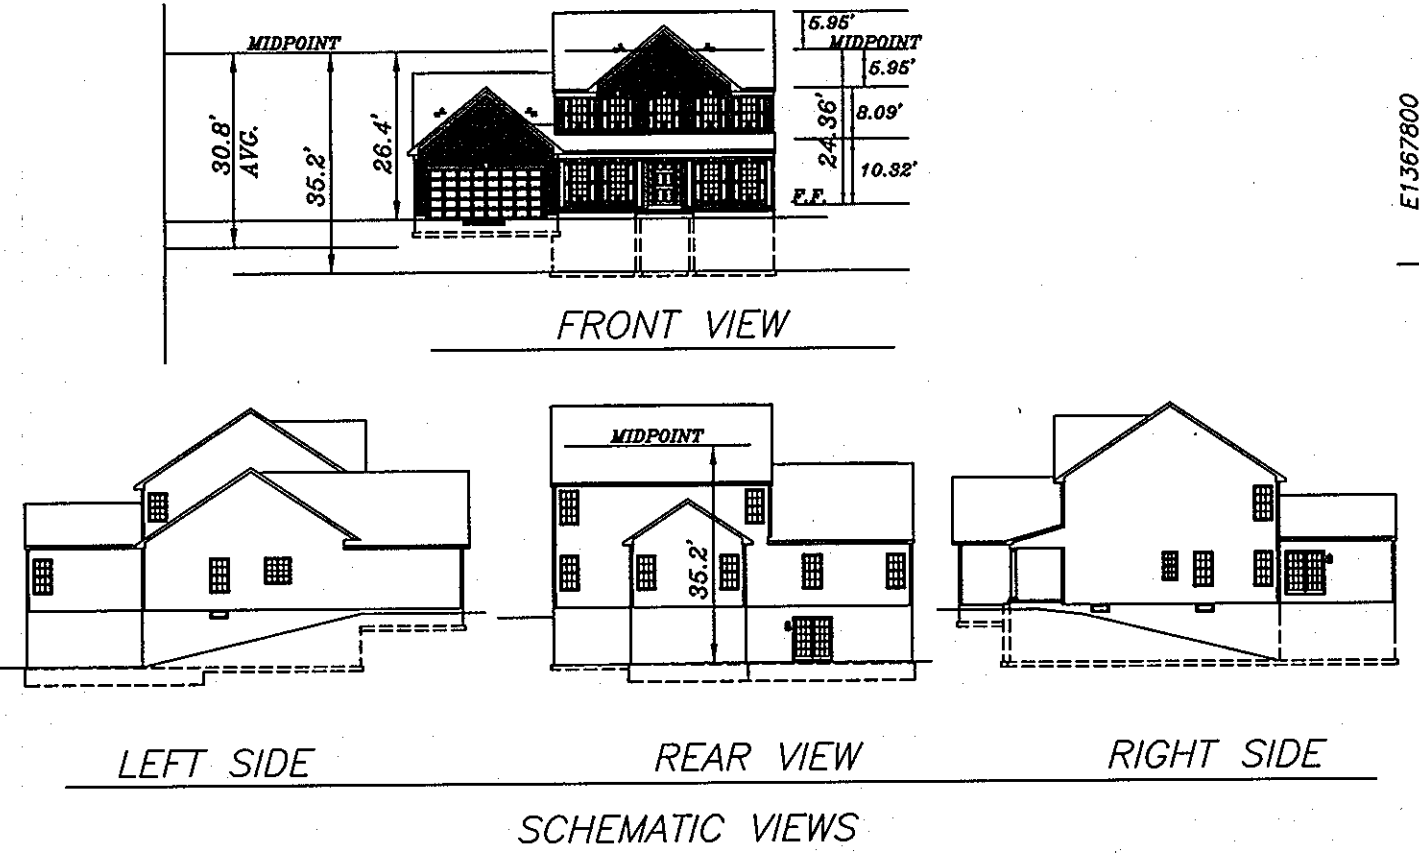 5.95'
MIDPOINT
MIDPOINT
5.95'
30.8'
AVG.
35.2'
26.4'
24.36'
8.09'
10.32'
F.F.
E1367800
FRONT VIEW
MIDPOINT
35.2'
LEFT SIDE
REAR VIEW
RIGHT SIDE
SCHEMATIC VIEWS